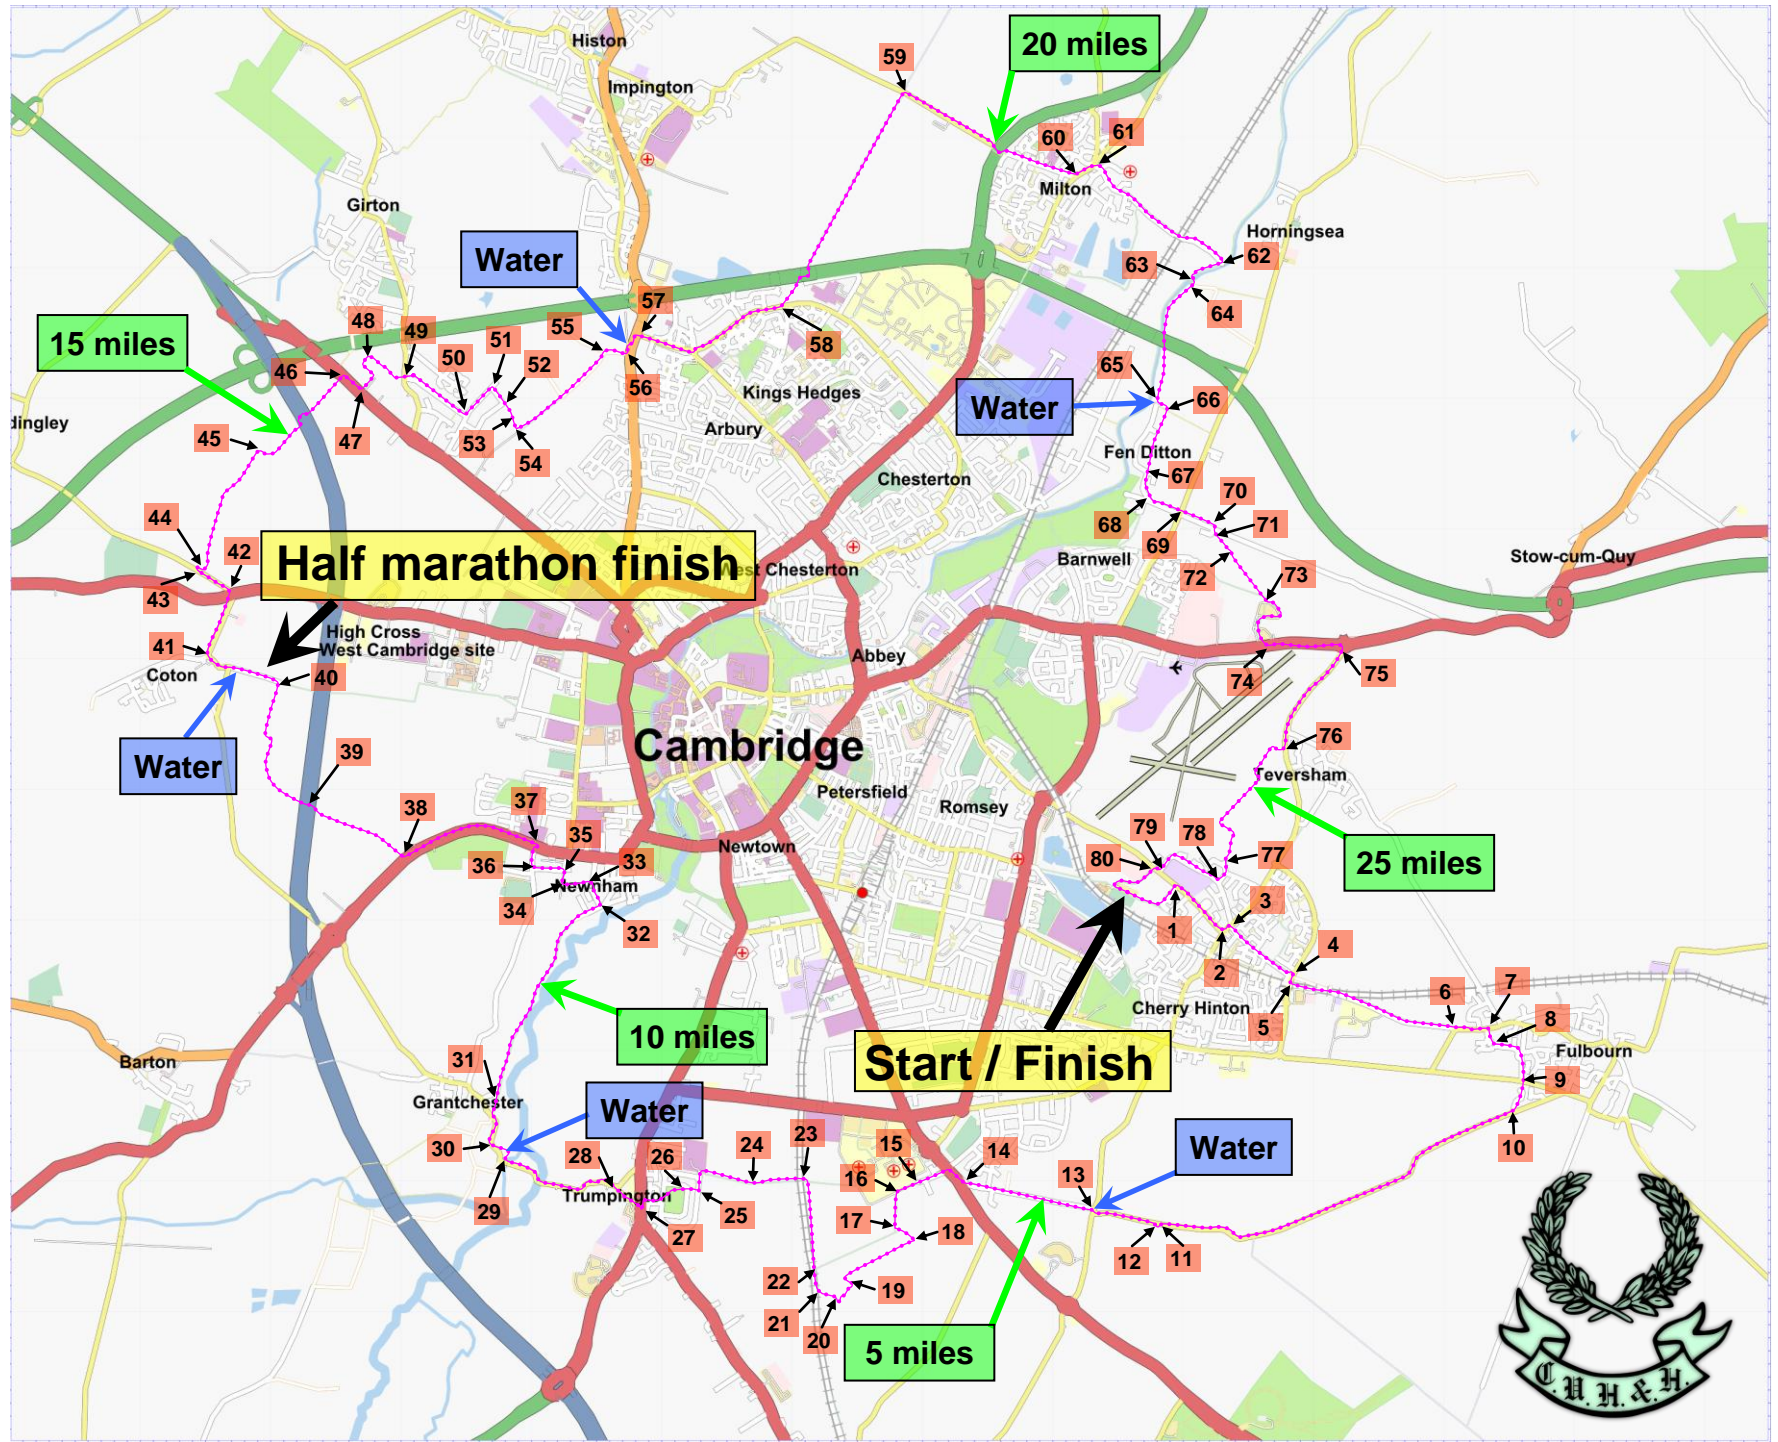 Histon
20 miles
59
Impington
60
61
Milton
Girton
Horningsea
Water
63
62
64
57
15 miles
48
49
55
51
58
50
52
46
56
65
Kings Hedges
Water
66
dingley
45
47
53
Arbury
54
Fen Ditton
Chesterton
67
70
44
68
71
42
69
Half marathon finish
Barnwell
Stow-cum-Quy
West Chesterton
72
73
43
High Cross
41
West Cambridge site
Abbey
Coton
40
74
75
Cambridge
76
39
Water
Teversham
Petersfield
Romsey
37
38
35
79
78
Newtown
33
80
77
25 miles
36
Newnham
34
3
32
1
4
2
6
7
Cherry Hinton
8
5
10 miles
Fulbourn
31
Barton
Start / Finish
9
Grantchester
Water
10
30
28
26
24
23
15
14
Water
16
13
Trumpington
29
27
25
17
18
12
11
22
19
21
20
5 miles
C.U.H.&.H.